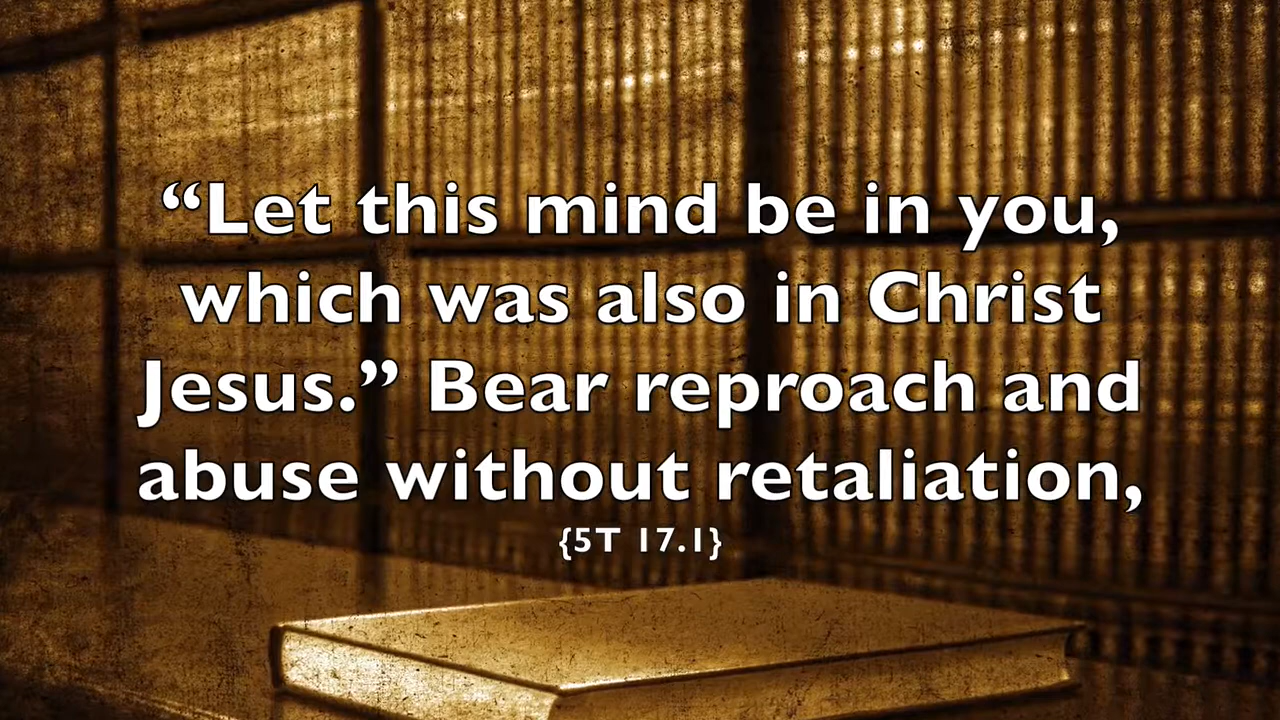 “Let this mind be in you,
which was also in Christ
Jesus.” Bear reproach and
abuse without retaliation,
{5T 17.1}